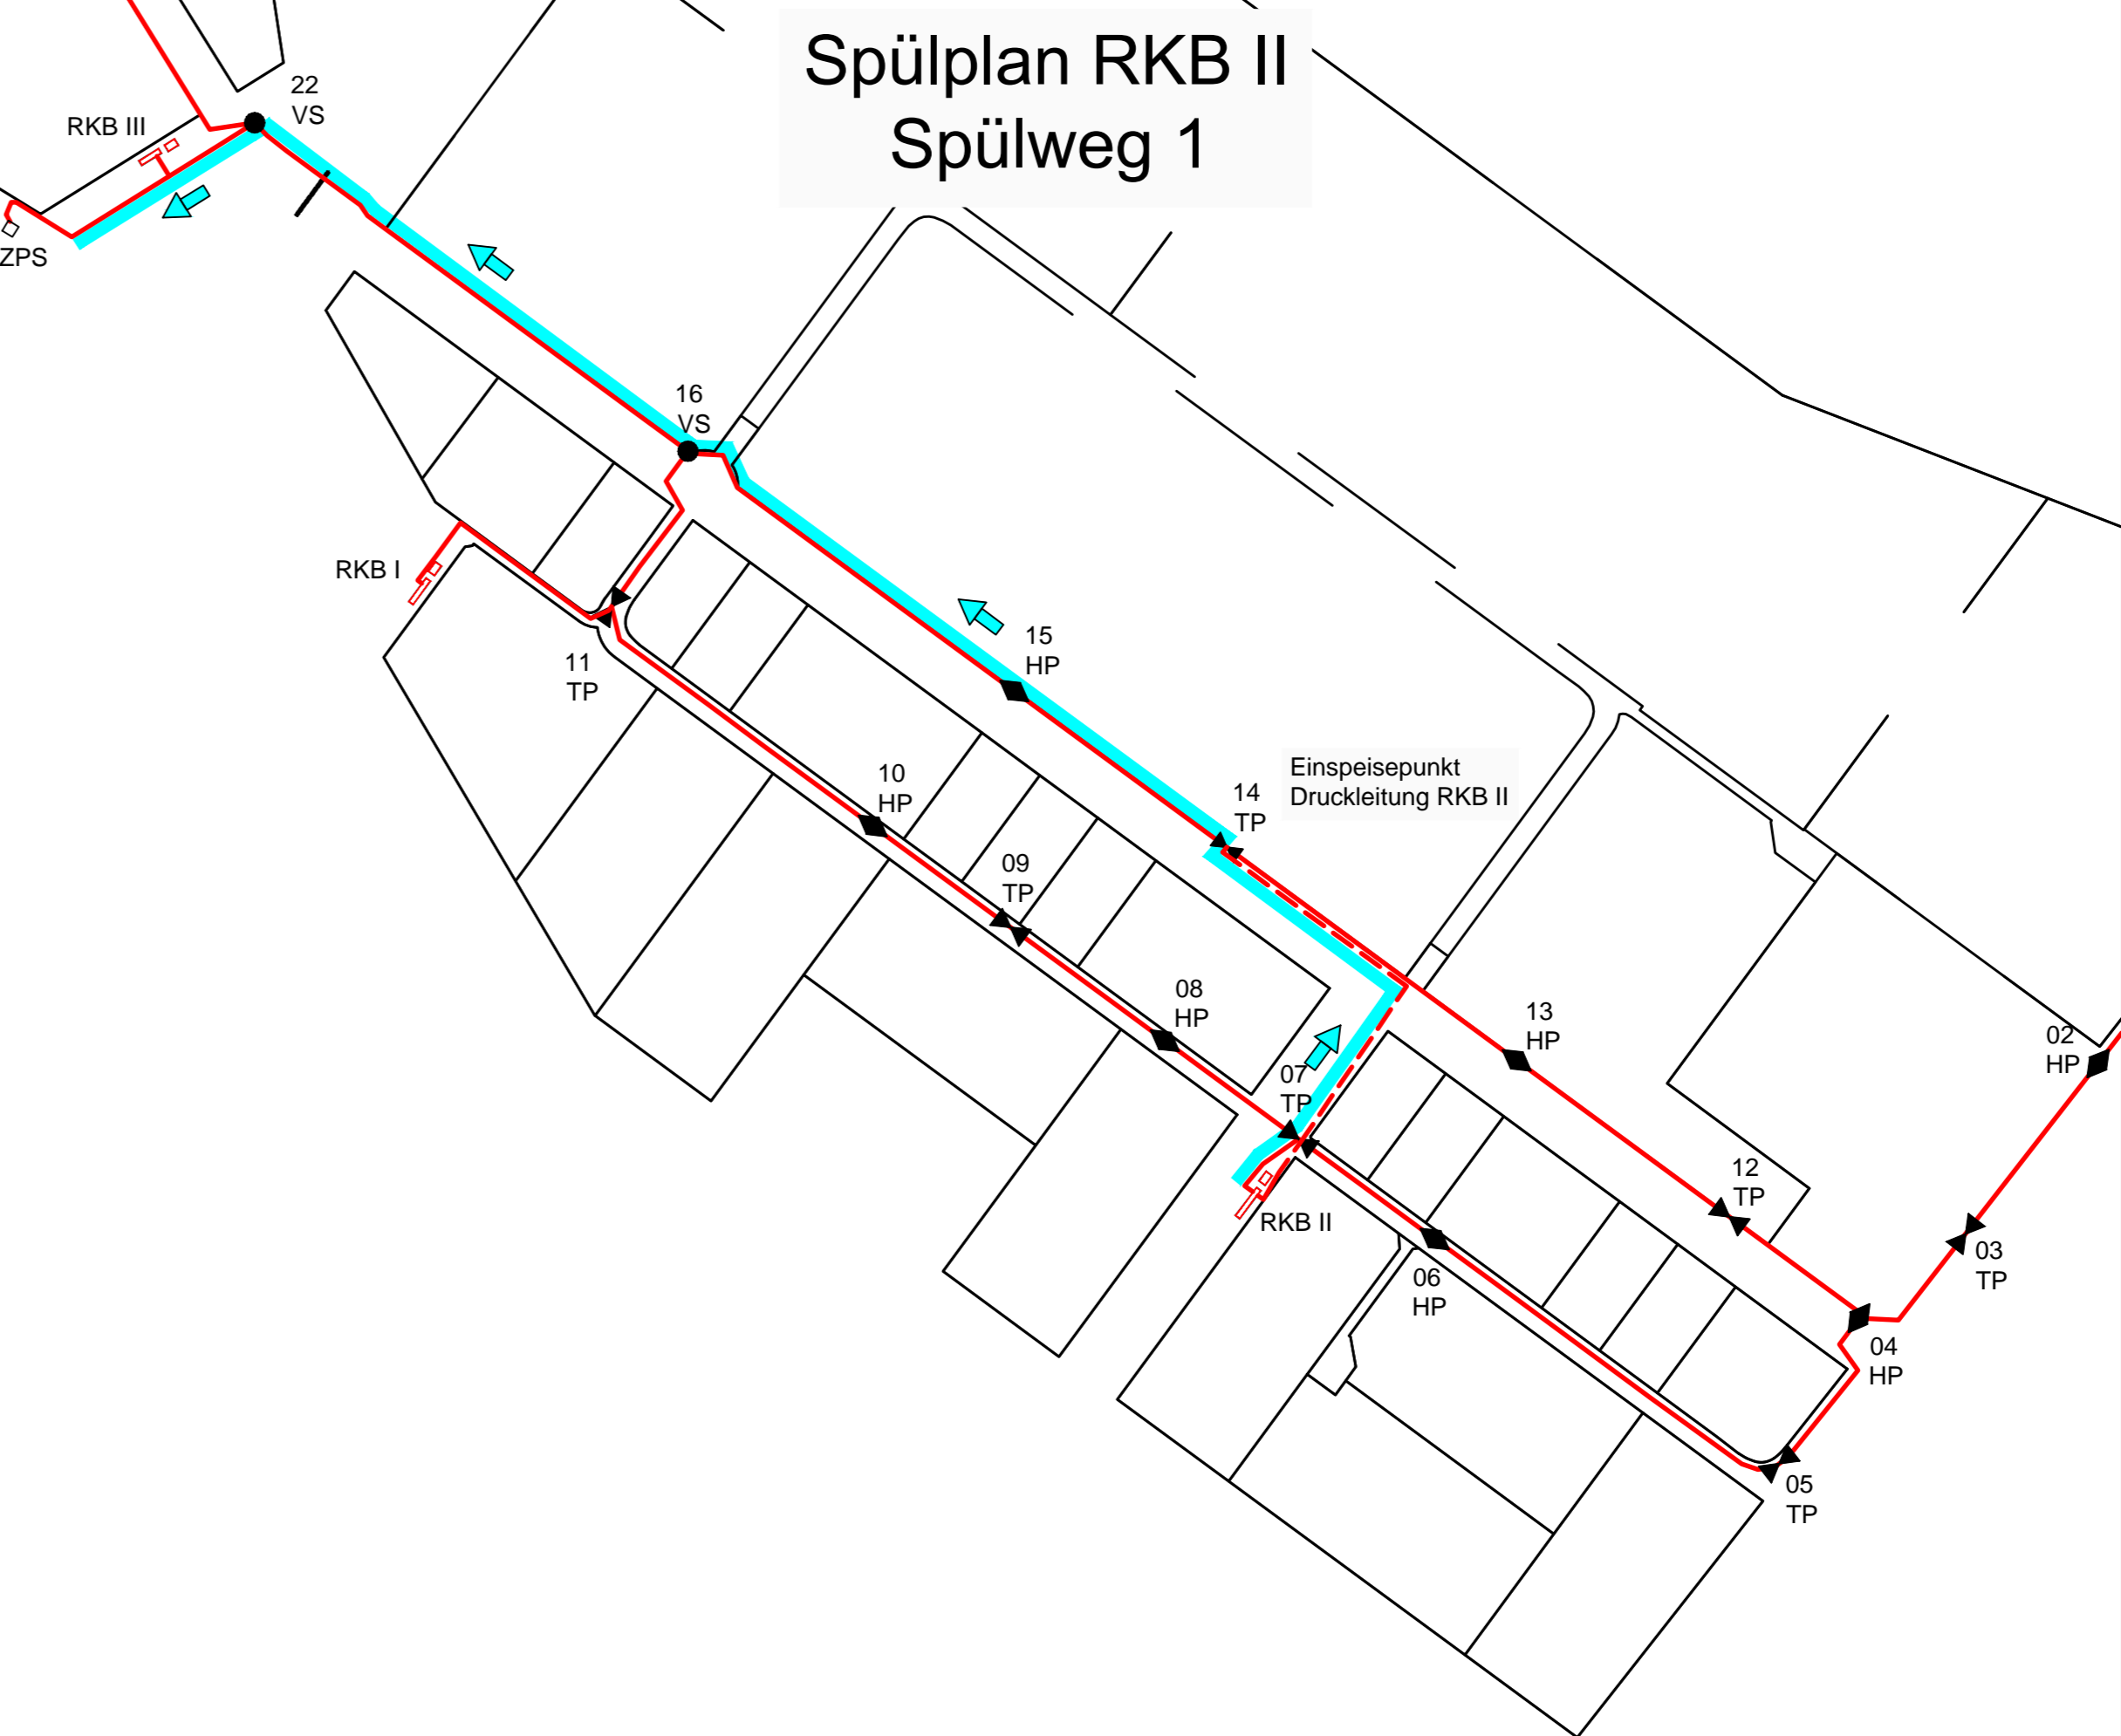 Spülplan RKB II
Spülweg 1
22
VS
RKB III
ZPS
16
VS
RKB I
11
TP
15
HP
10
HP
Einspeisepunkt
Druckleitung RKB II
14
TP
09
TP
08
HP
13
HP
02
HP
07
TP
12
TP
RKB II
03
TP
06
HP
04
HP
05
TP